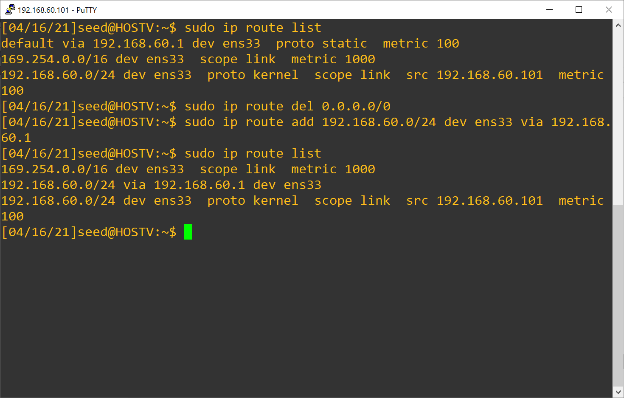 192.168.60.101 - PuTTY
[04/16/21]seed@HOSTV:~$ sudo ip route list
default via 192.168.60.1 dev ens33  proto static  metric 100
169.254.0.0/16 dev ens33  scope link  metric 1000
192.168.60.0/24 dev ens33  proto kernel  scope link  src 192.168.60.101  metric
100
[04/16/21]seed@HOSTV:~$ sudo ip route del 0.0.0.0/0
[04/16/21]seed@HOSTV:~$ sudo ip route add 192.168.60.0/24 dev ens33 via 192.168.
60.1
[04/16/21]seed@HOSTV:~$ sudo ip route list
169.254.0.0/16 dev ens33  scope link  metric 1000
192.168.60.0/24 via 192.168.60.1 dev ens33
192.168.60.0/24 dev ens33  proto kernel  scope link  src 192.168.60.101  metric
100
[04/16/21]seed@HOSTV:~$